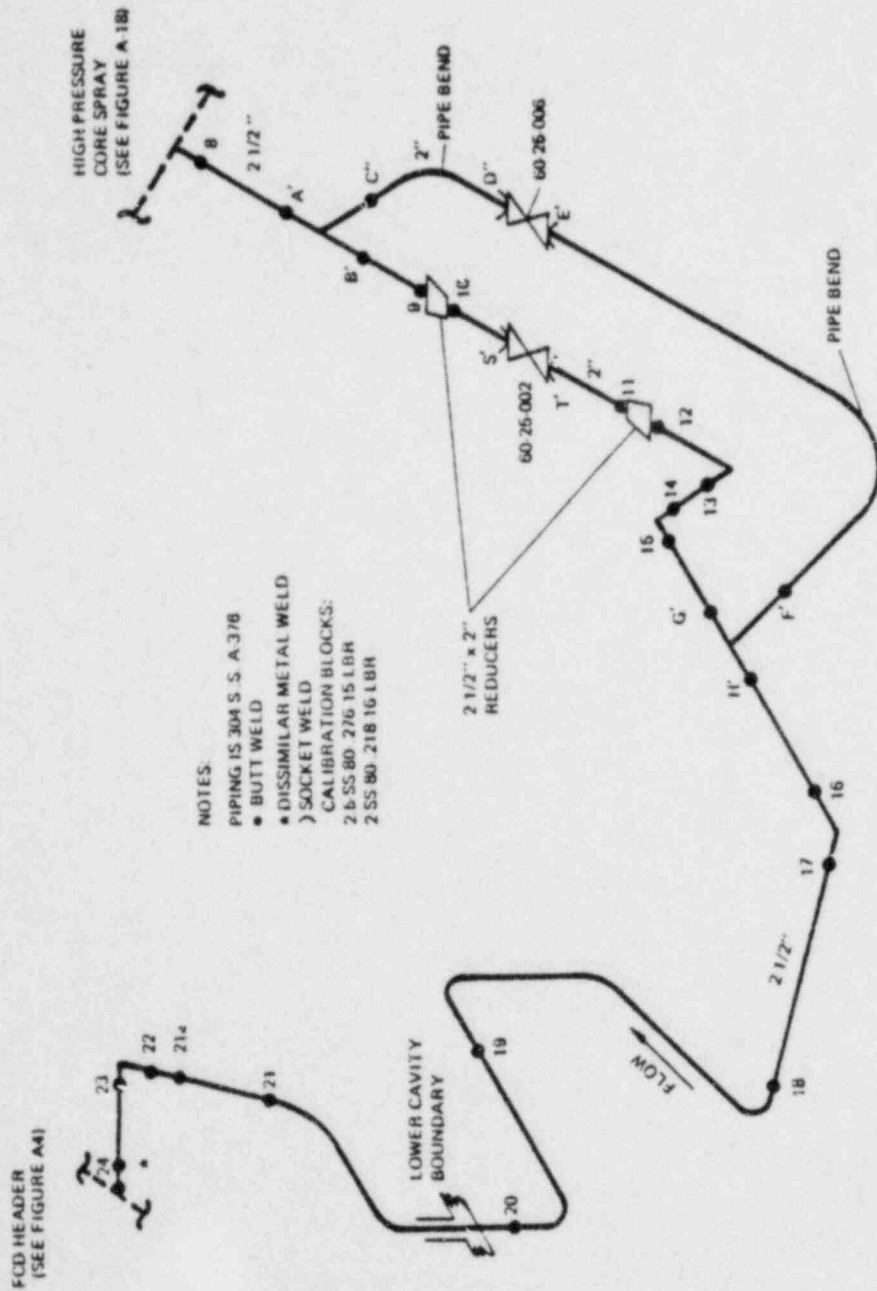 HIGH PRESSURE
CORE SPRAY
(SEE FIGURE A-18)
8
2 1/2"
A'
C"
2"
PIPE BEND
B'
D"
60-26-006
E'
9
10
S'
60-26-002
T'
2"
11
12
PIPE BEND
13
14
15
G'
F'
H'
2 1/2" x 2"
REDUCERS
NOTES:
PIPING IS 304 S.S. A-376
• BUTT WELD
* DISSIMILAR METAL WELD
) SOCKET WELD
CALIBRATION BLOCKS:
2.5 SS 80 .276 15 LBR
2 SS 80 .218 16 LBR
16
17
2 1/2"
18
FLOW
19
LOWER CAVITY
BOUNDARY
20
21
21a
22
23
24
*
FCD HEADER
(SEE FIGURE A4)